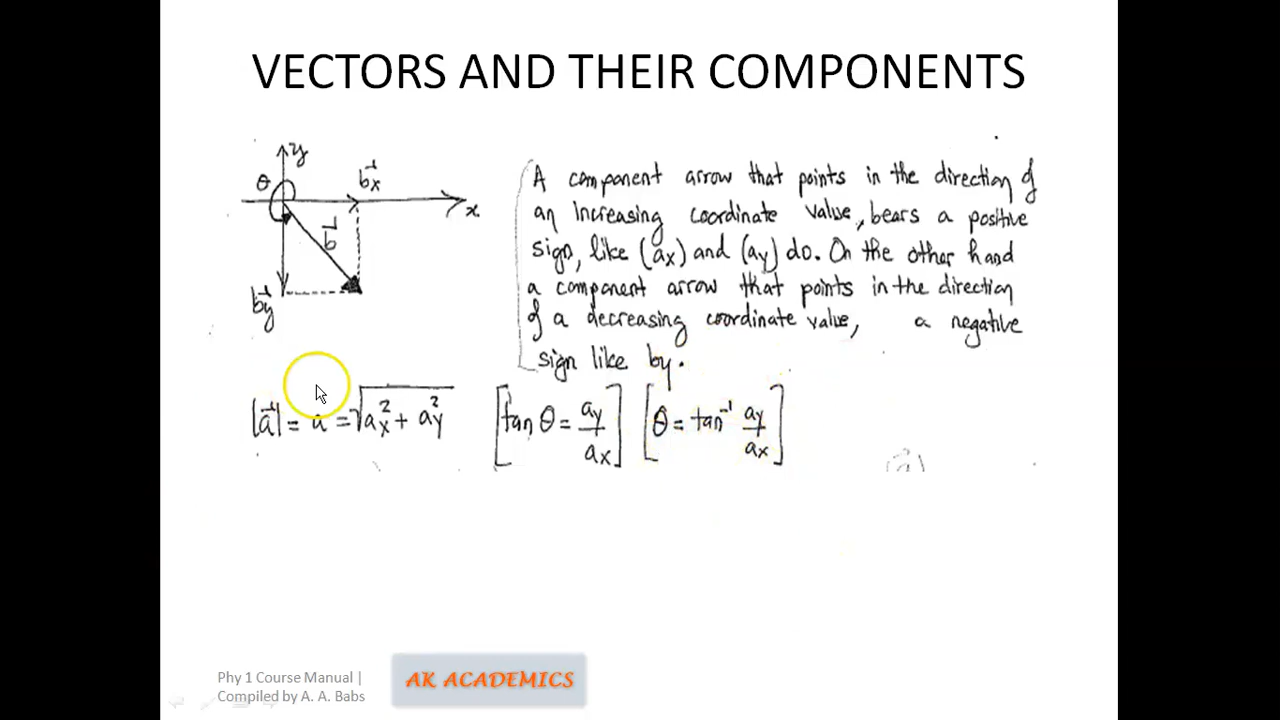 VECTORS AND THEIR COMPONENTS
y
θ
b⃗x
x
b⃗
b⃗y
A component arrow that points in the direction of
an increasing coordinate value, bears a positive
sign, like (ax) and (ay) do. On the other hand
a component arrow that points in the direction
of a decreasing coordinate value, a negative
sign like by.
|a⃗| = a = √(ax² + ay²) [tan θ = ay/ax] [θ = tan⁻¹ ay/ax]
Phy 1 Course Manual |
Compiled by A. A. Babs
AK ACADEMICS